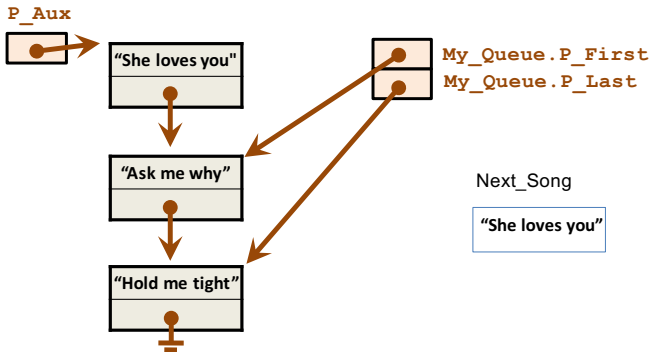 P_Aux
“She loves you"
My_Queue.P_First
My_Queue.P_Last
“Ask me why”
Next_Song
“She loves you”
“Hold me tight”